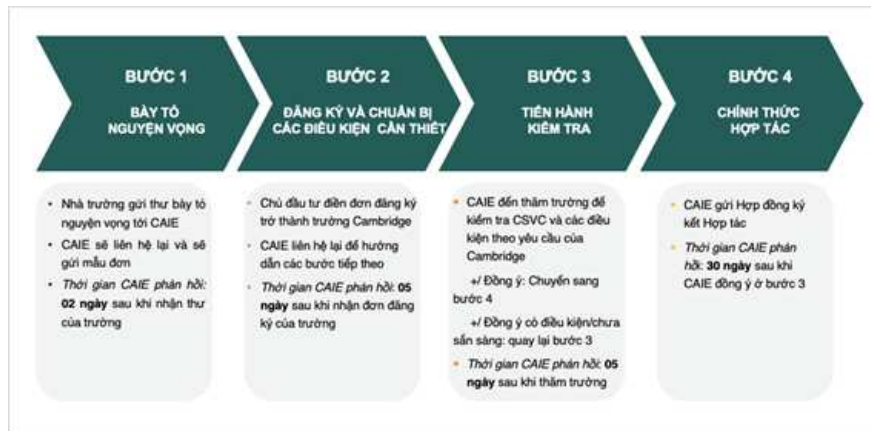 BƯỚC 1
BÀY TỎ
NGUYỆN VỌNG
• Nhà trường gửi thư bày tỏ
nguyện vọng tới CAIE
• CAIE sẽ liên hệ lại và sẽ
gửi mẫu đơn
• Thời gian CAIE phản hồi:
02 ngày sau khi nhận thư
của trường
BƯỚC 2
ĐĂNG KÝ VÀ CHUẨN BỊ
CÁC ĐIỀU KIỆN CẦN THIẾT
• Chủ đầu tư điền đơn đăng ký
trở thành trường Cambridge
• CAIE liên hệ lại để hướng
dẫn các bước tiếp theo
• Thời gian CAIE phản hồi: 05
ngày sau khi nhận đơn đăng
ký của trường
BƯỚC 3
TIẾN HÀNH
KIỂM TRA
• CAIE đến thăm trường để
kiểm tra CSVC và các điều
kiện theo yêu cầu của
Cambridge
+/ Đồng ý: Chuyển sang
bước 4
+/ Đồng ý có điều kiện/chưa
sẵn sàng: quay lại bước 3
• Thời gian CAIE phản hồi: 05
ngày sau khi thăm trường
BƯỚC 4
CHÍNH THỨC
HỢP TÁC
• CAIE gửi Hợp đồng ký
kết Hợp tác
• Thời gian CAIE phản
hồi: 30 ngày sau khi
CAIE đồng ý ở bước 3